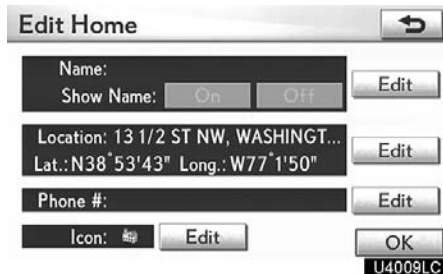 Edit Home
Name:
Show Name: On Off
Edit
Location: 13 1/2 ST NW, WASHINGT...
Lat.:N38°53'43" Long.:W77°1'50"
Edit
Phone #:
Edit
Icon:
Edit
OK
U4009LC